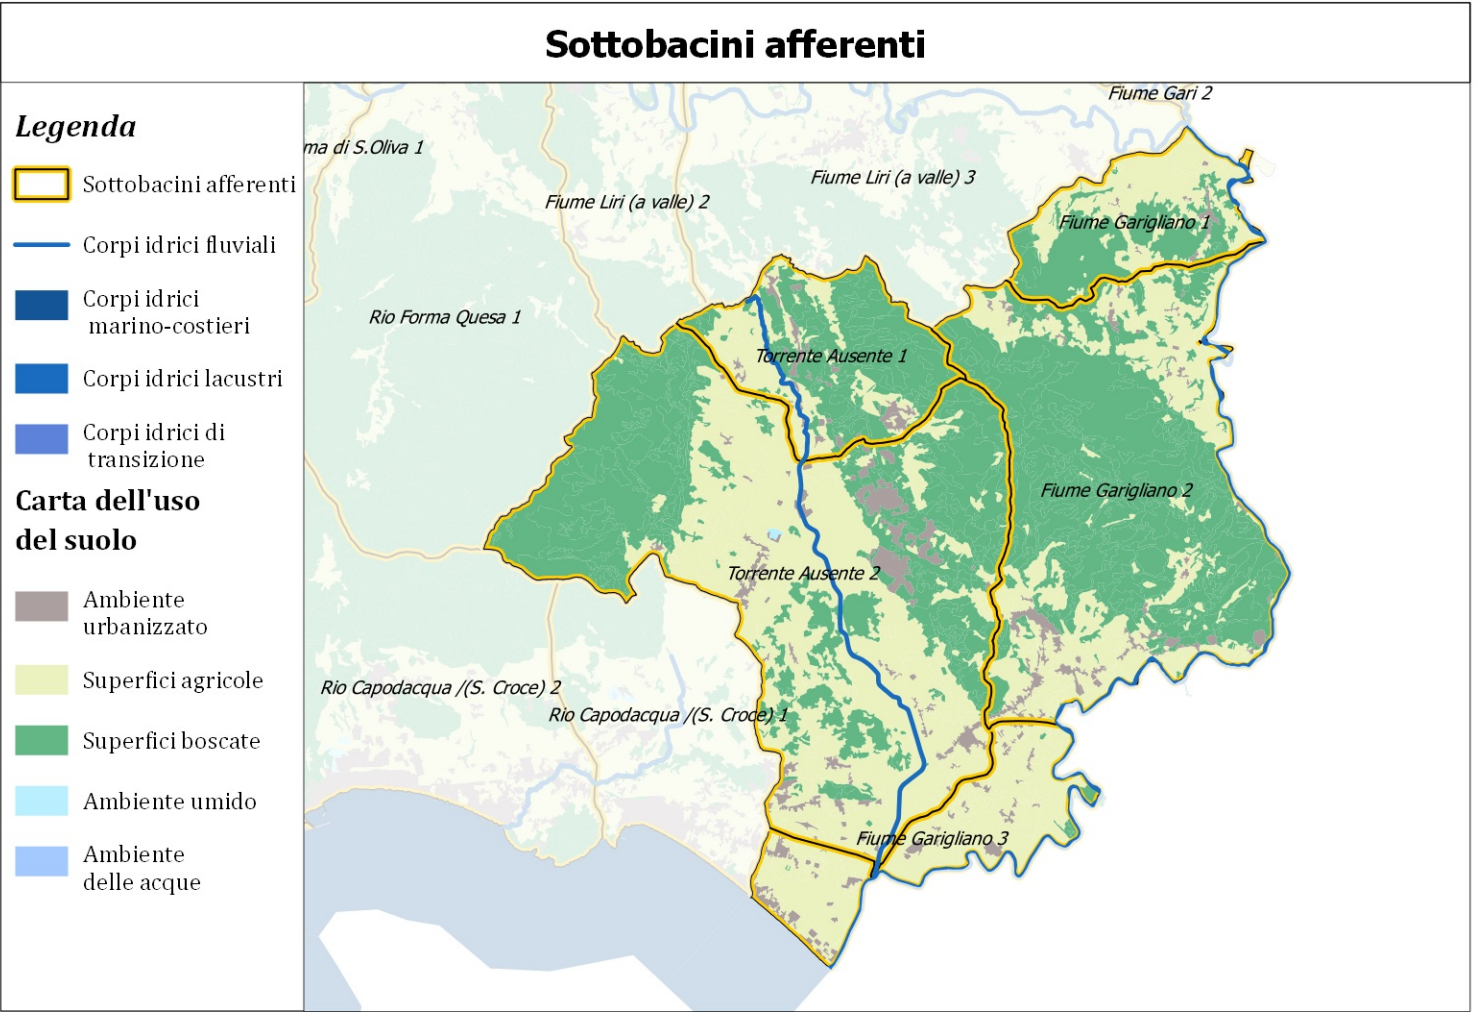 Sottobacini afferenti
Legenda
Sottobacini afferenti
Corpi idrici fluviali
Corpi idrici
marino-costieri
Corpi idrici lacustri
Corpi idrici di
transizione
Carta dell'uso
del suolo
Ambiente
urbanizzato
Superfici agricole
Superfici boscate
Ambiente umido
Ambiente
delle acque
Fiume Gari 2
ma di S.Oliva 1
Fiume Liri (a valle) 3
Fiume Liri (a valle) 2
Fiume Garigliano 1
Rio Forma Quesa 1
Torrente Ausente 1
Fiume Garigliano 2
Torrente Ausente 2
Rio Capodacqua /(S. Croce) 2
Rio Capodacqua /(S. Croce) 1
Fiume Garigliano 3